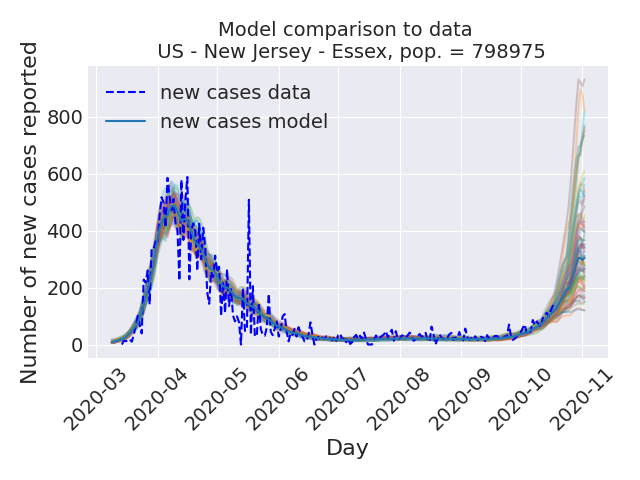 Model comparison to data
US - New Jersey - Essex, pop. = 798975
new cases data
new cases model
Number of new cases reported
800
600
400
200
0
2020-03
2020-04
2020-05
2020-06
2020-07
2020-08
2020-09
2020-10
2020-11
Day